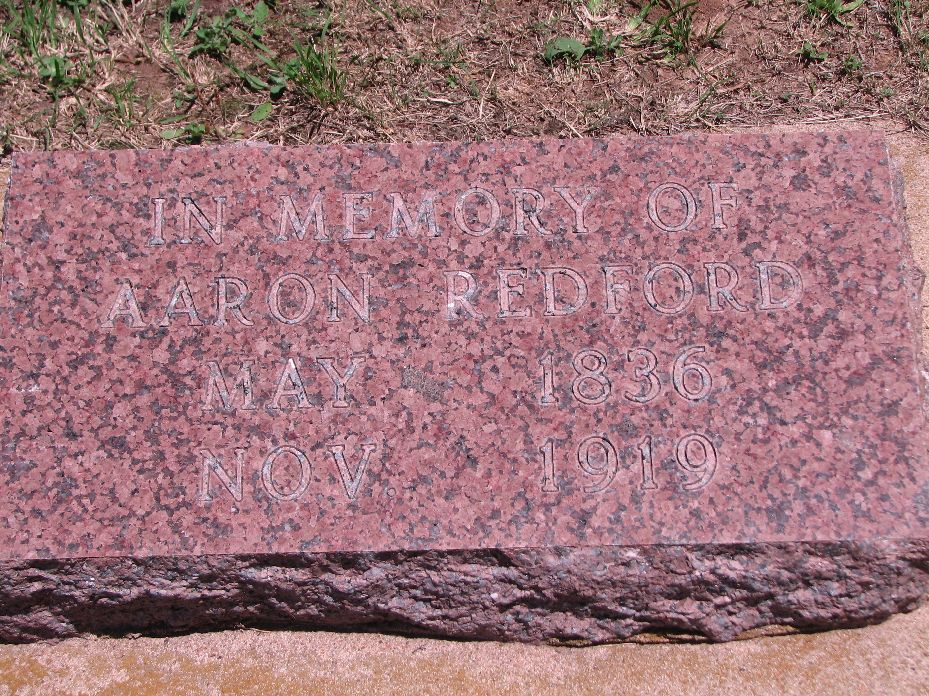 IN MEMORY OF
AARON REDFORD
MAY 1836
NOV. 1919